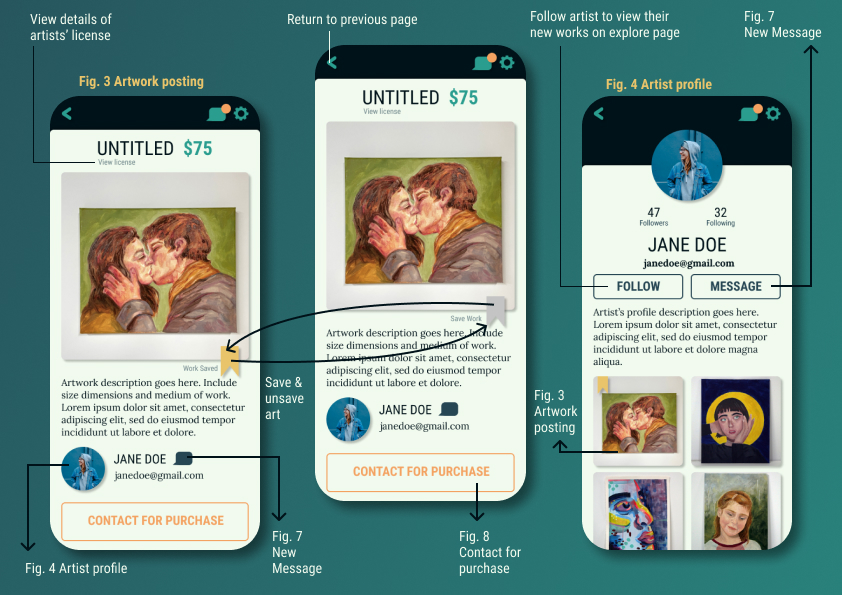 View details of
artists' license
Return to previous page
Follow artist to view their
new works on explore page
Fig. 7
New Message
Fig. 3 Artwork posting
UNTITLED $75
View license
Work Saved
Artwork description goes here. Include
size dimensions and medium of work.
Lorem ipsum dolor sit amet, consectetur
adipiscing elit, sed do eiusmod tempor
incididunt ut labore et dolore.
JANE DOE
janedoe@gmail.com
CONTACT FOR PURCHASE
Fig. 4 Artist profile
Fig. 7
New
Message
Save &
unsave
art
UNTITLED $75
View license
Save Work
Artwork description goes here. Include
size dimensions and medium of work.
Lorem ipsum dolor sit amet, consectetur
adipiscing elit, sed do eiusmod tempor
incididunt ut labore et dolore.
JANE DOE
janedoe@gmail.com
CONTACT FOR PURCHASE
Fig. 8
Contact for
purchase
Fig. 4 Artist profile
47
Followers
32
Following
JANE DOE
janedoe@gmail.com
FOLLOW
MESSAGE
Artist's profile description goes here.
Lorem ipsum dolor sit amet, consectetur
adipiscing elit, sed do eiusmod tempor
incididunt ut labore et dolore magna
aliqua.
Fig. 3
Artwork
posting